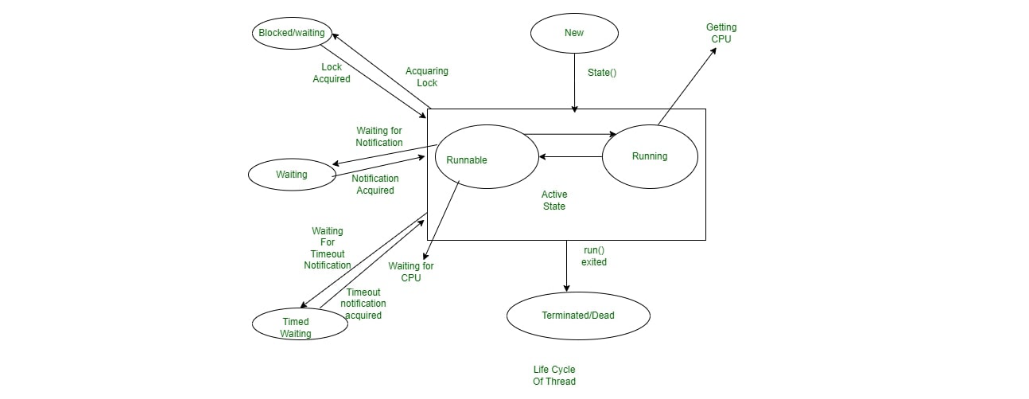 Blocked/waiting
New
Getting
CPU
Lock
Acquired
Acquaring
Lock
State()
Waiting for
Notification
Runnable
Running
Waiting
Notification
Acquired
Active
State
Waiting
For
Timeout
Notification
Waiting for
CPU
run()
exited
Timeout
notification
acquired
Timed
Waiting
Terminated/Dead
Life Cycle
Of Thread